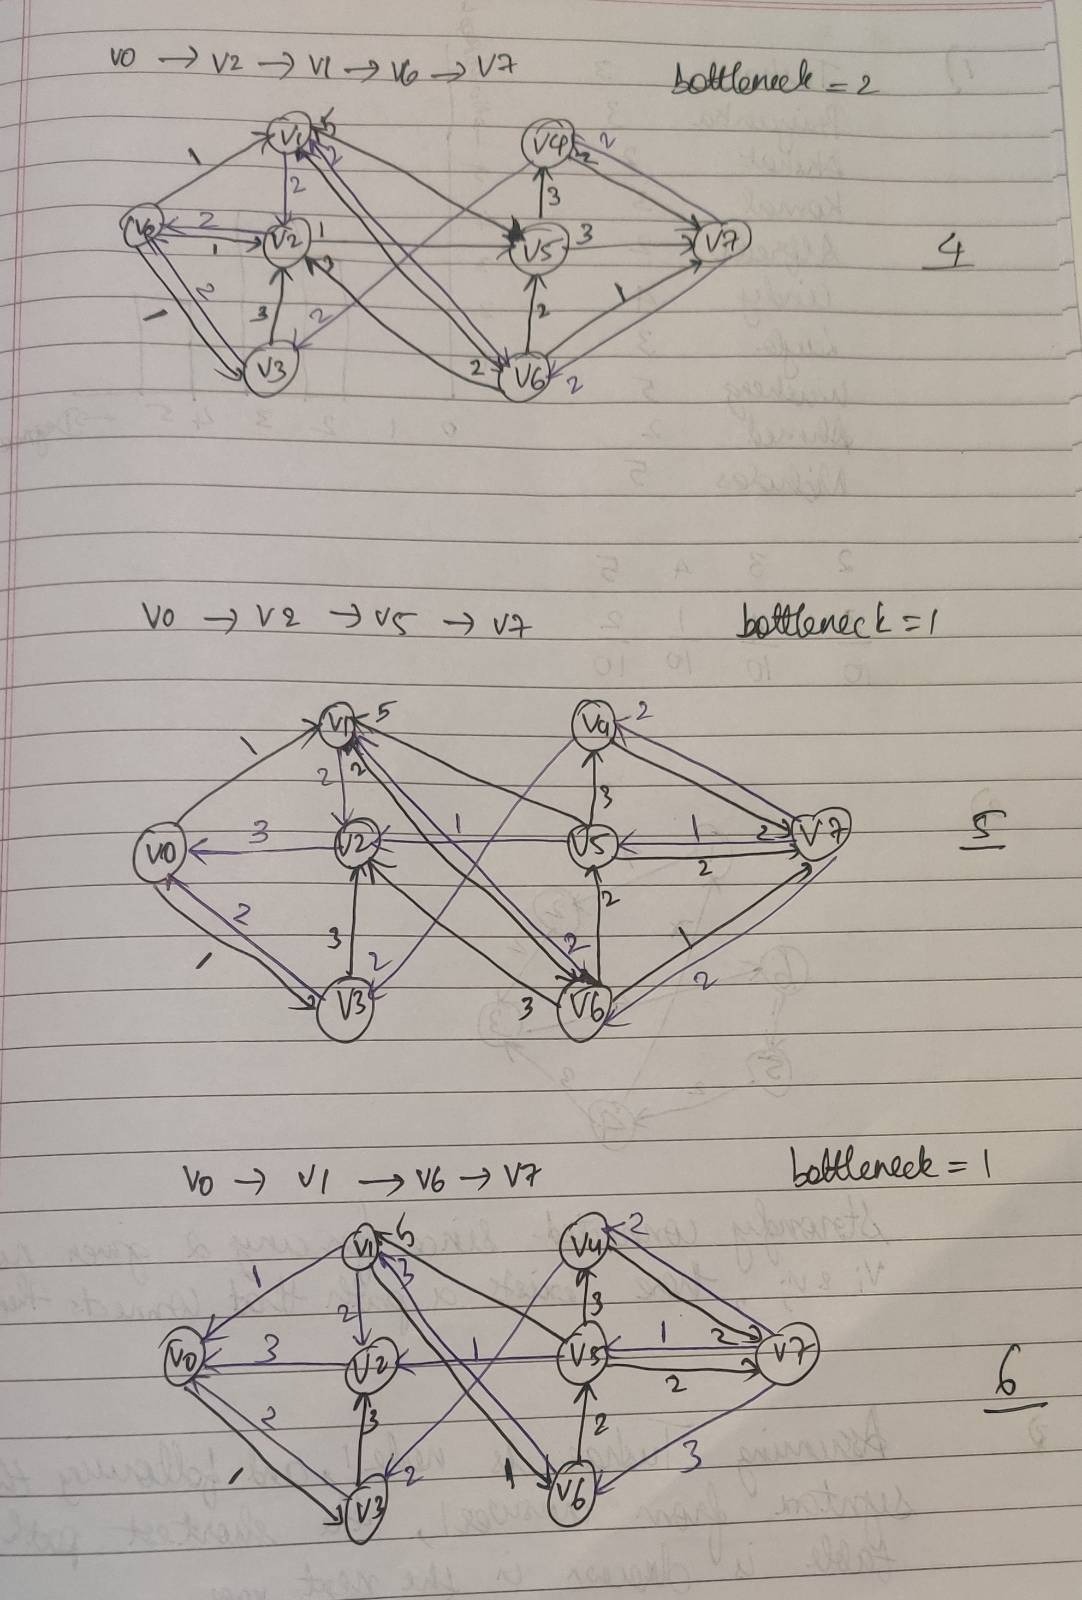 V0 → V2 → V1 → V6 → V7 bottleneck = 2
V1 5 V4 2
1 2 2 2
V0 2 V2 1 V5 3 V7 4
1 3
2 3 2 1
1 V3 2 2 V6 2
V0 → V2 → V5 → V7 bottleneck = 1
V1 5 V4 2
1 2 2 3
V0 3 V2 1 V5 1 2 V7 5
2 2
2 3 2 1
1 V3 2 3 V6 2
V0 → V1 → V6 → V7 bottleneck = 1
V1 V4 2
1 2 3 3
V0 3 V2 1 V5 1 2 V7 6
2
2 3 2 3
1 V3 2 1 V6